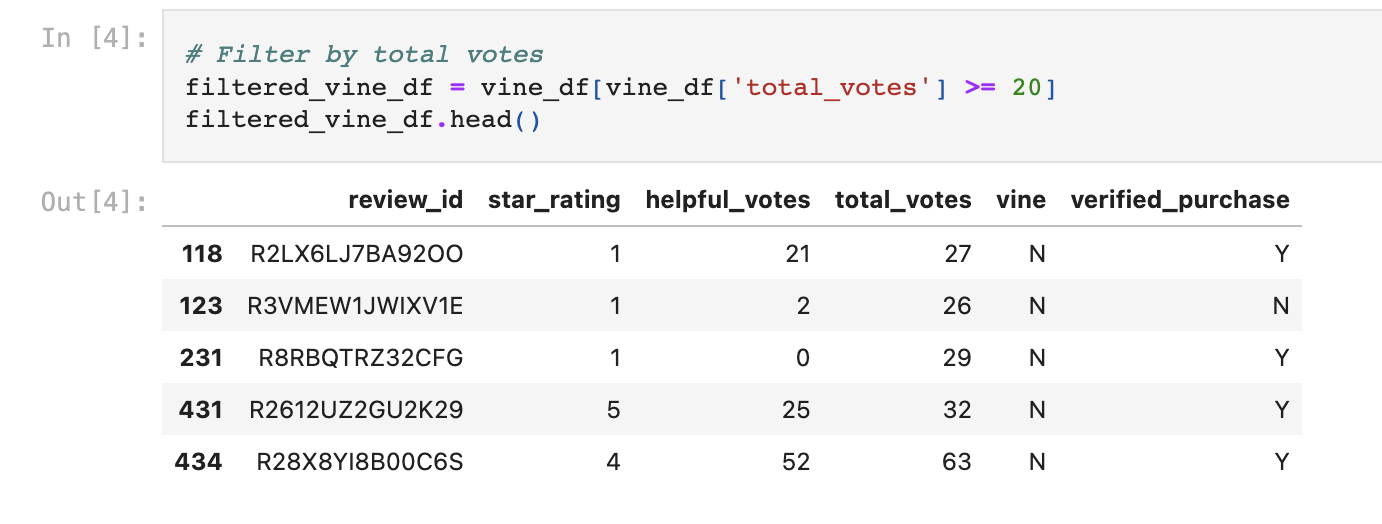 In [4]:
# Filter by total votes
filtered_vine_df = vine_df[vine_df['total_votes'] >= 20]
filtered_vine_df.head()
Out[4]:
review_id star_rating helpful_votes total_votes vine verified_purchase
118 R2LX6LJ7BA92OO 1 21 27 N Y
123 R3VMEW1JWIXV1E 1 2 26 N N
231 R8RBQTRZ32CFG 1 0 29 N Y
431 R2612UZ2GU2K29 5 25 32 N Y
434 R28X8YI8B00C6S 4 52 63 N Y